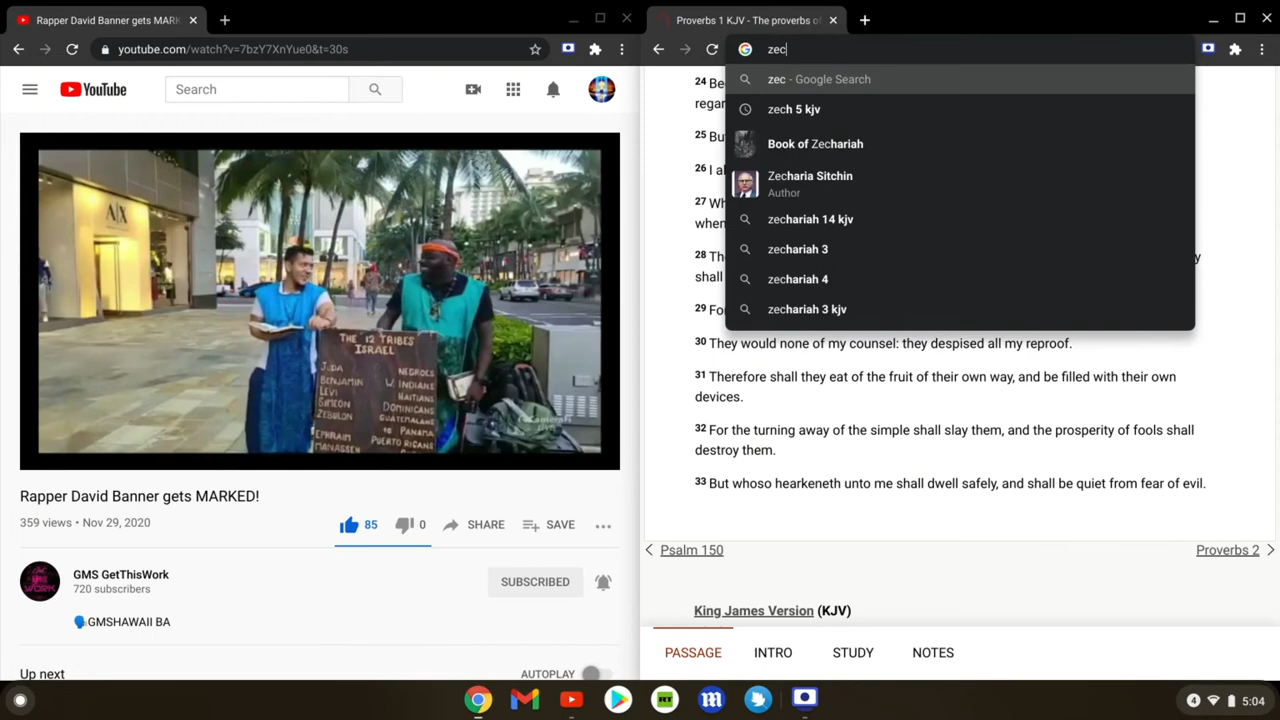 Rapper David Banner gets MARK
youtube.com/watch?v=7bzY7XnYue0&t=30s
YouTube
Search
A|X
THE 12 TRIBES
ISRAEL
JUDA
BENJAMIN
LEVI
SIMEON
ZEBULON
EPHRAIM
MANASSEH
NEGROES
W. INDIANS
HAITIANS
DOMINICANS
GUATEMALANS
to PANAMA
PUERTO RICANS
Rapper David Banner gets MARKED!
359 views • Nov 29, 2020
85
0
SHARE
SAVE
GMS GetThisWork
720 subscribers
SUBSCRIBED
🗣GMSHAWAII BA
Up next
AUTOPLAY
Proverbs 1 KJV - The proverbs of
zec
zec - Google Search
zech 5 kjv
Book of Zechariah
Zecharia Sitchin
Author
zechariah 14 kjv
zechariah 3
zechariah 4
zechariah 3 kjv
24 Be
regar
25 Bu
26 I al
27 Wh
when
28 The
shall
29 For
30 They would none of my counsel: they despised all my reproof.
31 Therefore shall they eat of the fruit of their own way, and be filled with their own
devices.
32 For the turning away of the simple shall slay them, and the prosperity of fools shall
destroy them.
33 But whoso hearkeneth unto me shall dwell safely, and shall be quiet from fear of evil.
Psalm 150
Proverbs 2
King James Version (KJV)
PASSAGE
INTRO
STUDY
NOTES
RT
4
5:04